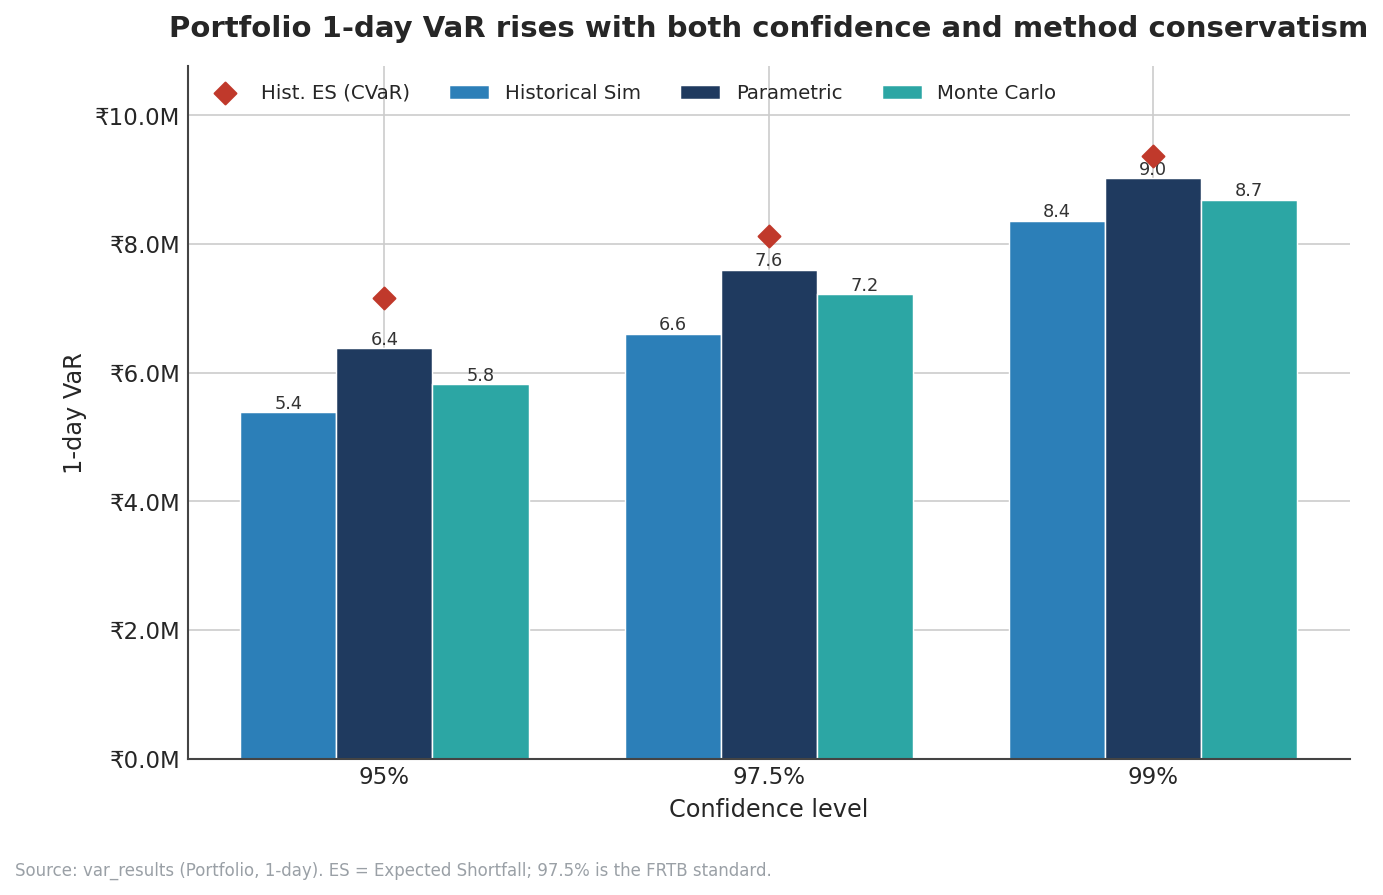 Portfolio 1-day VaR rises with both confidence and method conservatism
Hist. ES (CVaR) Historical Sim Parametric Monte Carlo
₹10.0M
₹8.0M
₹6.0M
₹4.0M
₹2.0M
₹0.0M
1-day VaR
5.4
6.4
5.8
6.6
7.6
7.2
8.4
9.0
8.7
95% 97.5% 99%
Confidence level
Source: var_results (Portfolio, 1-day). ES = Expected Shortfall; 97.5% is the FRTB standard.